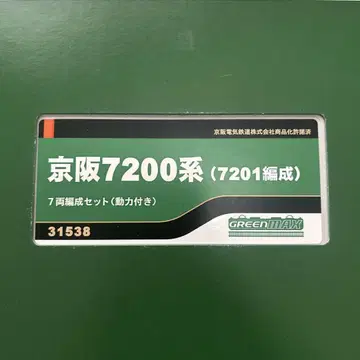 京阪電気鉄道株式会社商品化許諾済
京阪7200系（7201編成）
7両編成セット（動力付き）
31538
GREENMAX